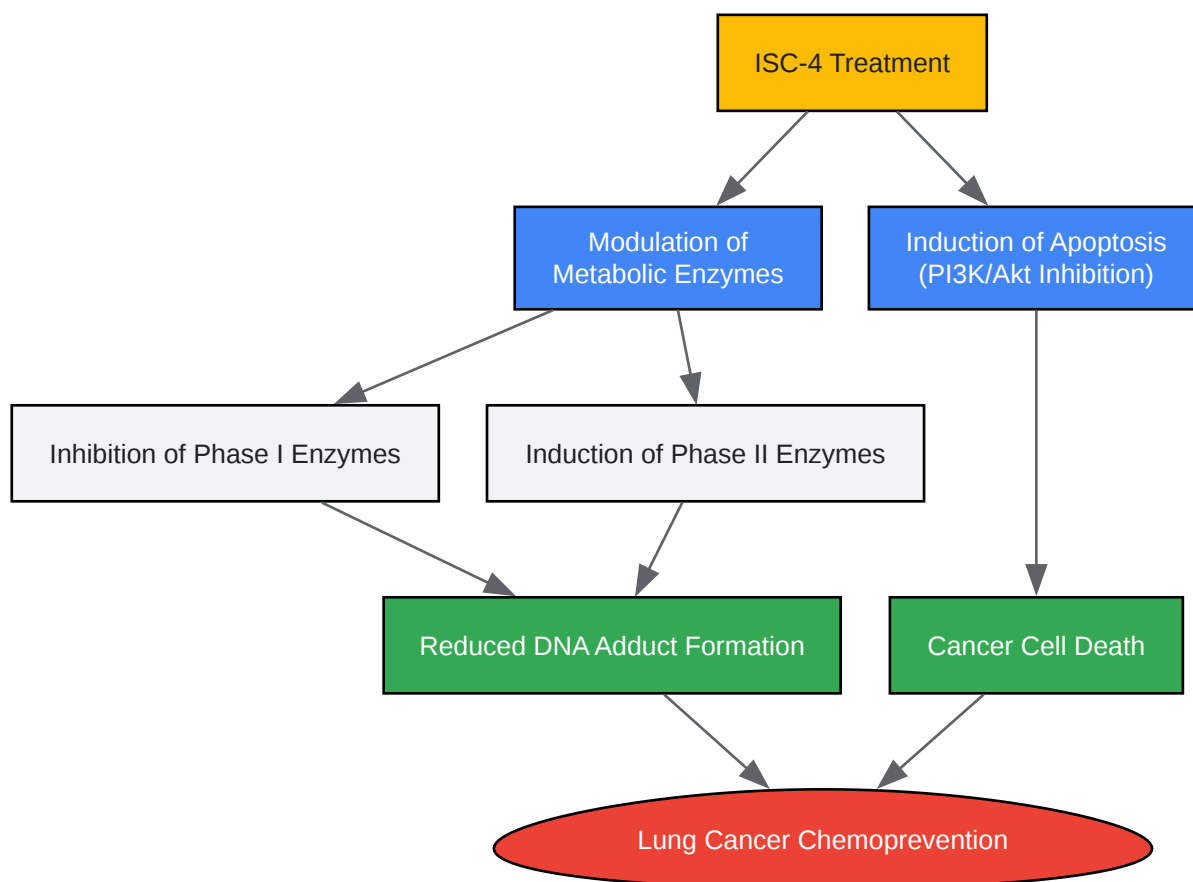 ISC-4 Treatment
Modulation of
Metabolic Enzymes
Induction of Apoptosis
(PI3K/Akt Inhibition)
Inhibition of Phase I Enzymes
Induction of Phase II Enzymes
Reduced DNA Adduct Formation
Cancer Cell Death
Lung Cancer Chemoprevention